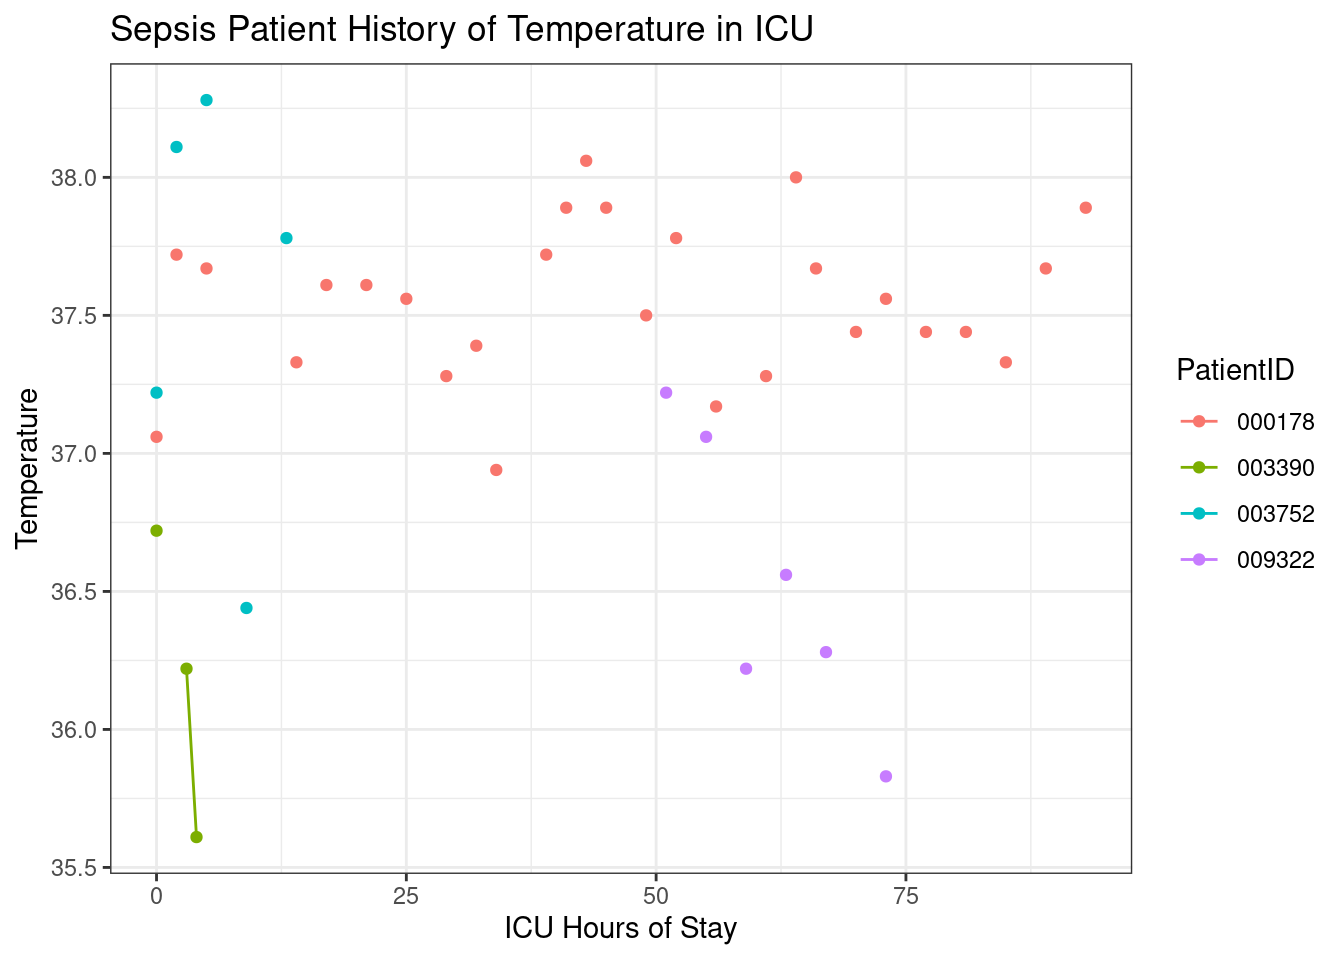 Sepsis Patient History of Temperature in ICU
Temperature
38.0
37.5
37.0
36.5
36.0
35.5
0 25 50 75
ICU Hours of Stay
PatientID
000178
003390
003752
009322